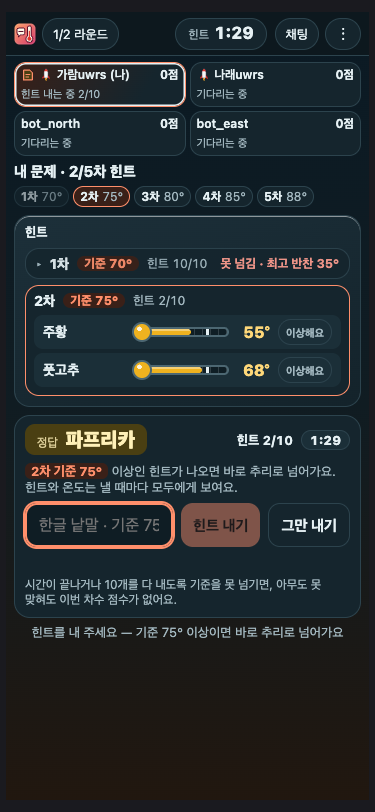 1/2 라운드
힌트 1:29
채팅
가람uwrs (나) 0점
힌트 내는 중 2/10
나래uwrs 0점
기다리는 중
bot_north 0점
기다리는 중
bot_east 0점
기다리는 중
내 문제 · 2/5차 힌트
1차 70° 2차 75° 3차 80° 4차 85° 5차 88°
힌트
1차 기준 70° 힌트 10/10 못 넘김 · 최고 반찬 35°
2차 기준 75° 힌트 2/10
주황 55° 이상해요
풋고추 68° 이상해요
정답 파프리카 힌트 2/10 1:29
2차 기준 75° 이상인 힌트가 나오면 바로 추리로 넘어가요.
힌트와 온도는 낼 때마다 모두에게 보여요.
한글 낱말 · 기준 75 힌트 내기 그만 내기
시간이 끝나거나 10개를 다 내도록 기준을 못 넘기면, 아무도 못
맞혀도 이번 차수 점수가 없어요.
힌트를 내 주세요 — 기준 75° 이상이면 바로 추리로 넘어가요